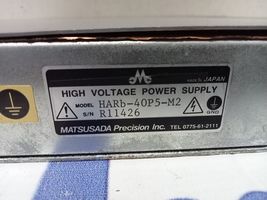 made in JAPAN
HIGH VOLTAGE POWER SUPPLY
MODEL HARb-40P5-M2
S/N R11426
GND
MATSUSADA Precision Inc. TEL 0775-61-2111